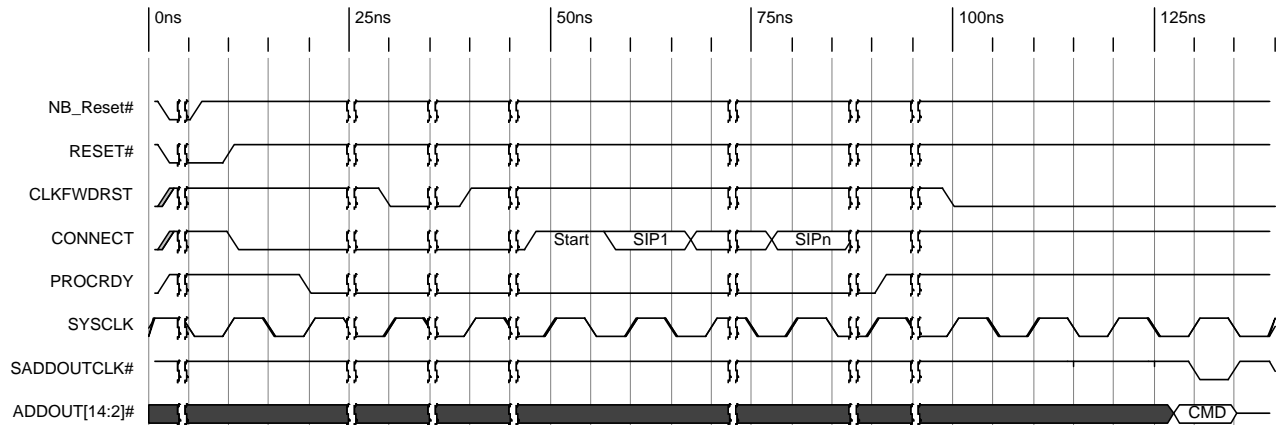 0ns 25ns 50ns 75ns 100ns 125ns
NB_Reset#
RESET#
CLKFWDRST
CONNECT Start SIP1 SIPn
PROCRDY
SYSCLK
SADDOUTCLK#
ADDOUT[14:2]# CMD